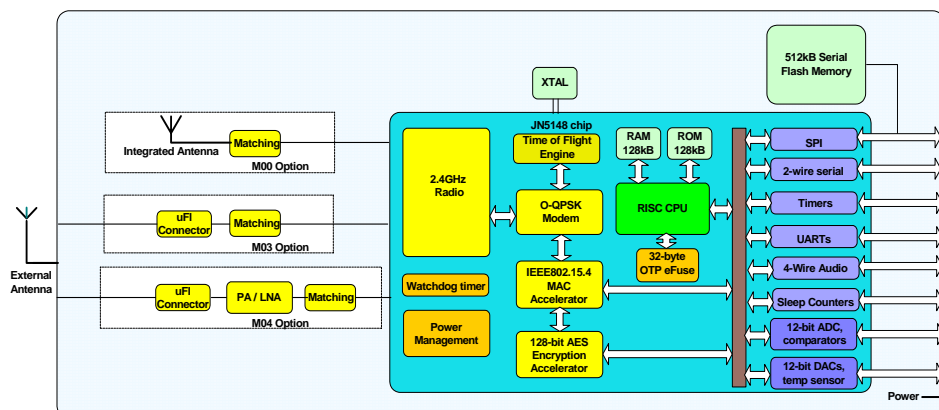 512kB Serial
Flash Memory
XTAL
JN5148 chip
Integrated Antenna
Matching
M00 Option
2.4GHz
Radio
Time of Flight
Engine
RAM
128kB
ROM
128kB
SPI
2-wire serial
O-QPSK
Modem
RISC CPU
Timers
uFl
Connector
Matching
M03 Option
UARTs
External
Antenna
32-byte
OTP eFuse
4-Wire Audio
IEEE802.15.4
MAC
Accelerator
uFl
Connector
PA / LNA
Matching
M04 Option
Watchdog timer
Sleep Counters
Power
Management
128-bit AES
Encryption
Accelerator
12-bit ADC,
comparators
12-bit DACs,
temp sensor
Power